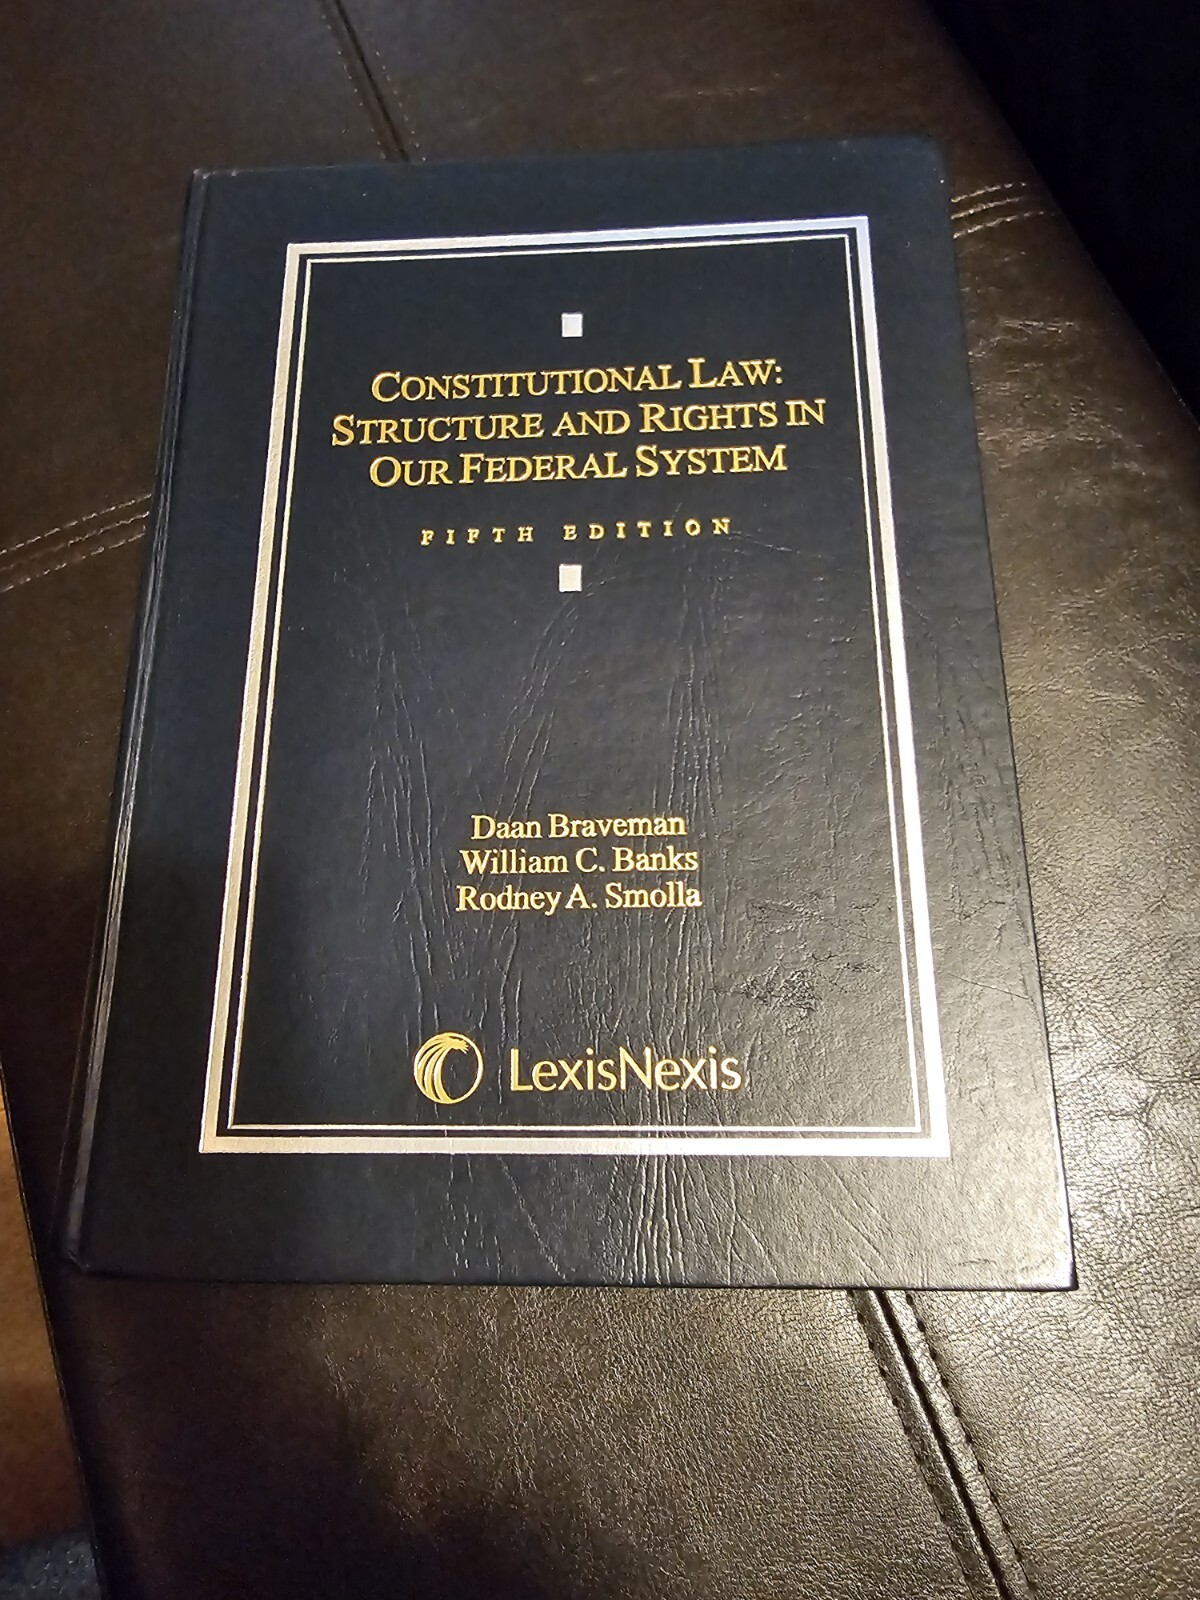 CONSTITUTIONAL LAW:
STRUCTURE AND RIGHTS IN
OUR FEDERAL SYSTEM
FIFTH EDITION
Daan Braveman
William C. Banks
Rodney A. Smolla
LexisNexis